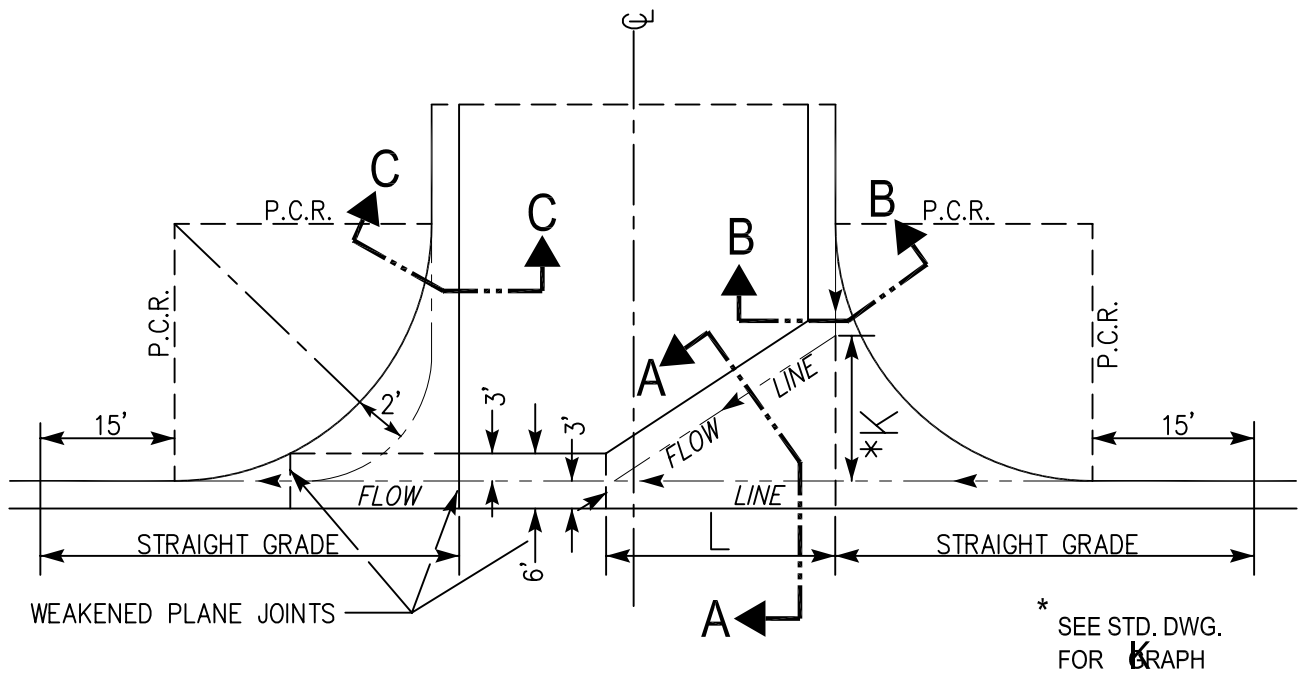 ℄
C
C
B
B
P.C.R.
P.C.R.
P.C.R.
P.C.R.
A
LINE
FLOW
2'
3'
3'
*K
15'
15'
FLOW
LINE
STRAIGHT GRADE
L
STRAIGHT GRADE
6'
WEAKENED PLANE JOINTS
A
*
SEE STD. DWG.
FOR K GRAPH